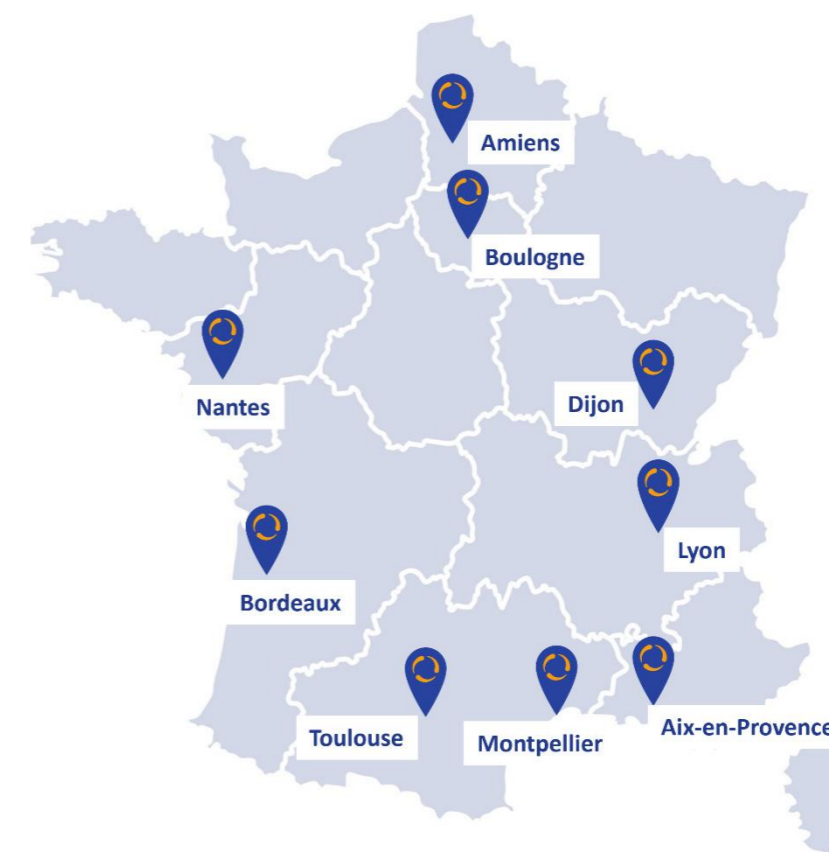 Amiens
Boulogne
Nantes
Dijon
Lyon
Bordeaux
Toulouse
Montpellier
Aix-en-Provence